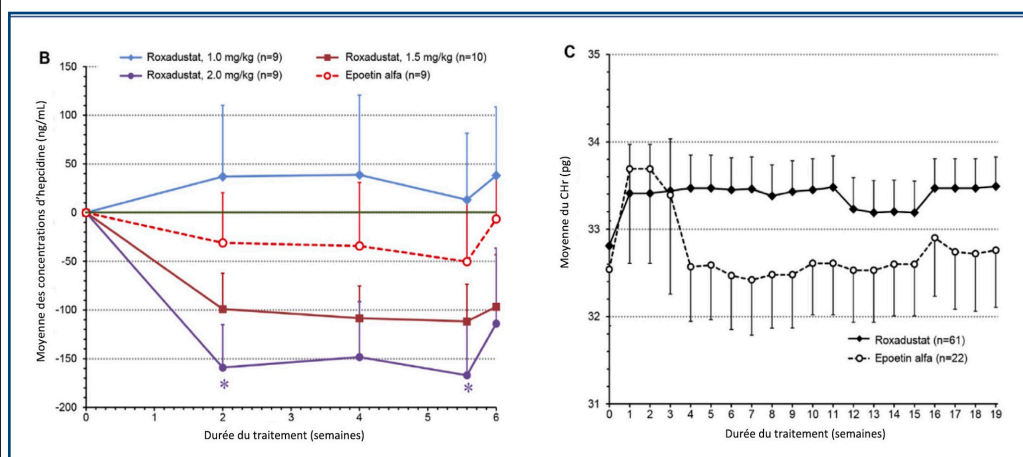 B
Roxadustat, 1.0 mg/kg (n=9)
Roxadustat, 1.5 mg/kg (n=10)
Roxadustat, 2.0 mg/kg (n=9)
Epoetin alfa (n=9)
Moyenne des concentrations d'hepcidine (ng/mL)
150
100
50
0
-50
-100
-150
-200
*
*
0
1
2
3
4
5
6
Durée du traitement (semaines)
C
Moyenne du CHr (pg)
35
34
33
32
31
Roxadustat (n=61)
Epoetin alfa (n=22)
0 1 2 3 4 5 6 7 8 9 10 11 12 13 14 15 16 17 18 19
Durée du traitement (semaines)